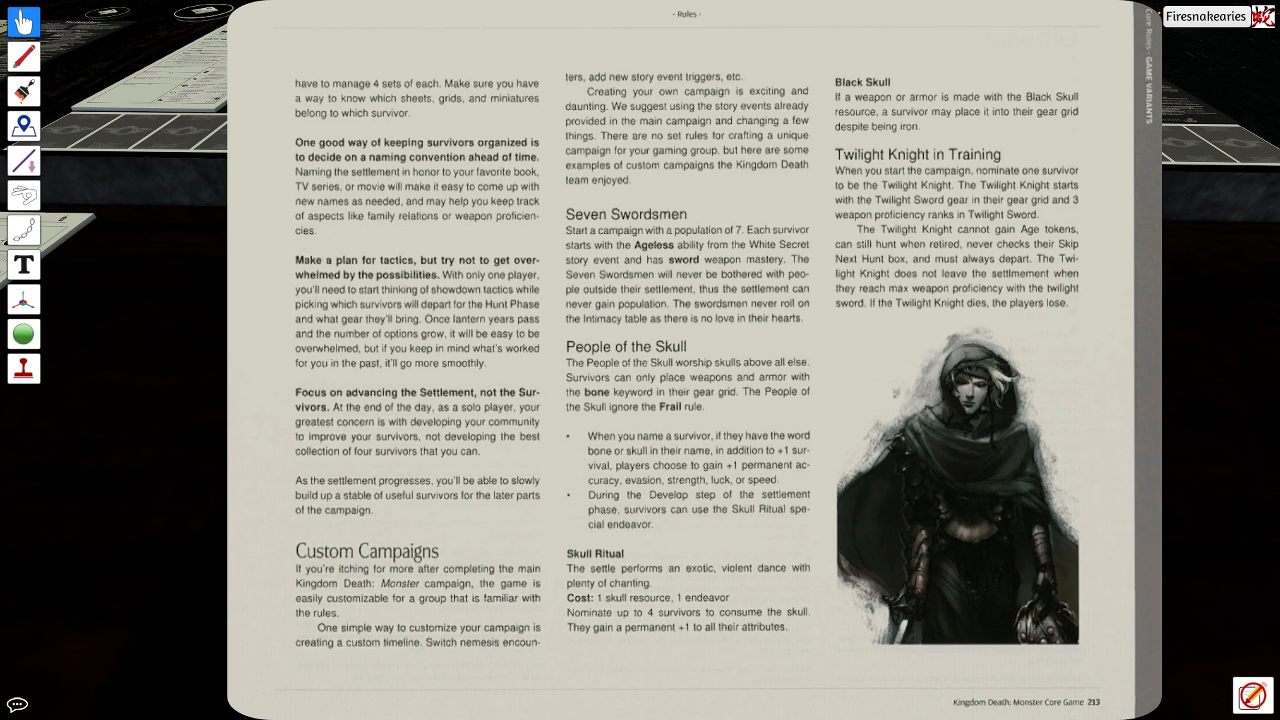 - Rules -
Firesnakearies
Core Rules - GAME VARIANTS
have to manage 4 sets of each. Make sure you have
a way to know which sheets, grids, and miniatures
belong to which survivor.
One good way of keeping survivors organized is
to decide on a naming convention ahead of time.
Naming the settlement in honor to your favorite book,
TV series, or movie will make it easy to come up with
new names as needed, and may help you keep track
of aspects like family relations or weapon proficien-
cies.
Make a plan for tactics, but try not to get over-
whelmed by the possibilities. With only one player,
you'll need to start thinking of showdown tactics while
picking which survivors will depart for the Hunt Phase
and what gear they'll bring. Once lantern years pass
and the number of options grow, it will be easy to be
overwhelmed, but if you keep in mind what's worked
for you in the past, it'll go more smoothly.
Focus on advancing the Settlement, not the Sur-
vivors. At the end of the day, as a solo player, your
greatest concern is with developing your community
to improve your survivors, not developing the best
collection of four survivors that you can.
As the settlement progresses, you'll be able to slowly
build up a stable of useful survivors for the later parts
of the campaign.
Custom Campaigns
If you're itching for more after completing the main
Kingdom Death: Monster campaign, the game is
easily customizable for a group that is familiar with
the rules.
One simple way to customize your campaign is
creating a custom timeline. Switch nemesis encoun-
ters, add new story event triggers, etc.
Creating your own campaign is exciting and
daunting. We suggest using the story events already
provided in the main campaign and changing a few
things. There are no set rules for crafting a unique
campaign for your gaming group, but here are some
examples of custom campaigns the Kingdom Death
team enjoyed.
Seven Swordsmen
Start a campaign with a population of 7. Each survivor
starts with the Ageless ability from the White Secret
story event and has sword weapon mastery. The
Seven Swordsmen will never be bothered with peo-
ple outside their settlement, thus the settlement can
never gain population. The swordsmen never roll on
the Intimacy table as there is no love in their hearts.
People of the Skull
The People of the Skull worship skulls above all else.
Survivors can only place weapons and armor with
the bone keyword in their gear grid. The People of
the Skull ignore the Frail rule.
• When you name a survivor, if they have the word
bone or skull in their name, in addition to +1 sur-
vival, players choose to gain +1 permanent ac-
curacy, evasion, strength, luck, or speed.
• During the Develop step of the settlement
phase, survivors can use the Skull Ritual spe-
cial endeavor.
Skull Ritual
The settle performs an exotic, violent dance with
plenty of chanting.
Cost: 1 skull resource, 1 endeavor
Nominate up to 4 survivors to consume the skull.
They gain a permanent +1 to all their attributes.
Black Skull
If a weapon or armor is made with the Black Skull
resource, a survivor may place it into their gear grid
despite being iron.
Twilight Knight in Training
When you start the campaign, nominate one survivor
to be the Twilight Knight. The Twilight Knight starts
with the Twilight Sword gear in their gear grid and 3
weapon proficiency ranks in Twilight Sword.
The Twilight Knight cannot gain Age tokens,
can still hunt when retired, never checks their Skip
Next Hunt box, and must always depart. The Twi-
light Knight does not leave the settlmement when
they reach max weapon proficiency with the twilight
sword. If the Twilight Knight dies, the players lose.
Kingdom Death: Monster Core Game 213
T